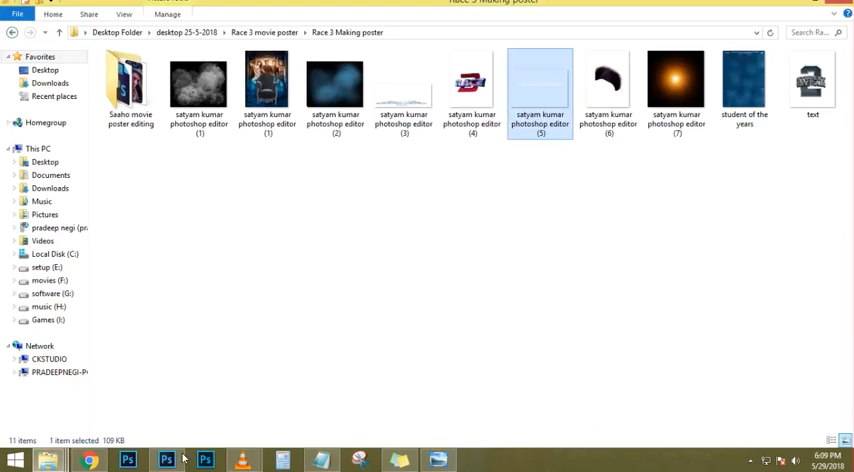 Race 3 Making poster
File
Home
Share
View
Manage
Desktop Folder
desktop 25-5-2018
Race 3 movie poster
Race 3 Making poster
Search Ra...
Favorites
Desktop
Downloads
Recent places
Homegroup
This PC
Desktop
Documents
Downloads
Music
Pictures
pradeep negi (pra
Videos
Local Disk (C:)
setup (E:)
movies (F:)
software (G:)
music (H:)
Games (I:)
Network
CKSTUDIO
PRADEEPNEGI-PC
Saaho movie
poster editing
satyam kumar
photoshop editor
(1)
satyam kumar
photoshop editor
(1)
satyam kumar
photoshop editor
(2)
satyam kumar
photoshop editor
(3)
satyam kumar
photoshop editor
(4)
satyam kumar
photoshop editor
(5)
satyam kumar
photoshop editor
(6)
satyam kumar
photoshop editor
(7)
student of the
years
text
11 items
1 item selected 109 KB
Ps
Ps
Ps
6:09 PM
5/29/2018